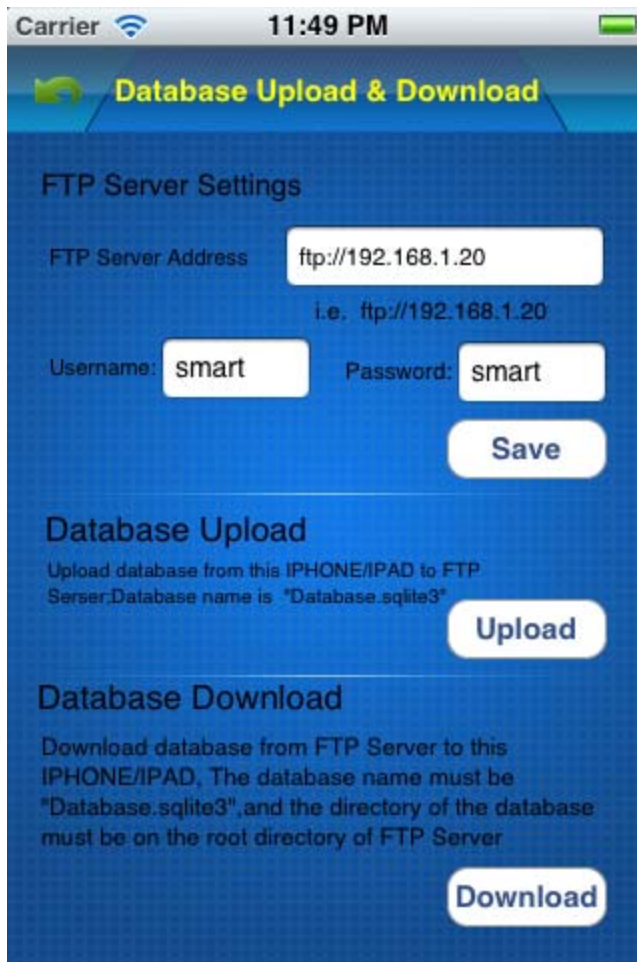 Carrier 11:49 PM
Database Upload & Download
FTP Server Settings
FTP Server Address ftp://192.168.1.20
i.e. ftp://192.168.1.20
Username: smart Password: smart
Save
Database Upload
Upload database from this IPHONE/IPAD to FTP
Serser:Database name is "Database.sqlite3"
Upload
Database Download
Download database from FTP Server to this
IPHONE/IPAD, The database name must be
"Database.sqlite3",and the directory of the database
must be on the root directory of FTP Server
Download